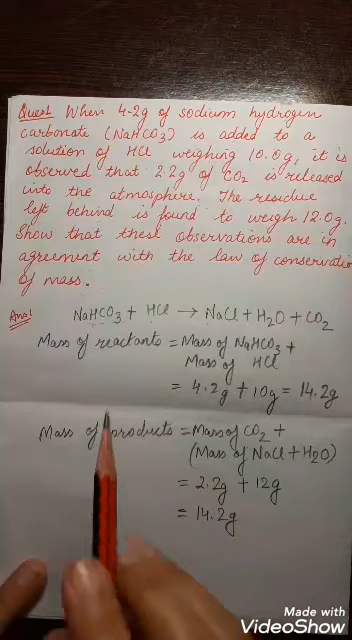 Quest When 4.2g of sodium hydrogen
carbonate (NaHCO3) is added to a
solution of HCl weighing 10.0g, it is
observed that 2.2g of CO2 is released
into the atmosphere. The residue
left behind is found to weigh 12.0g.
Show that these observations are in
agreement with the law of conservatio
of mass.
Ans! NaHCO3 + HCl → NaCl + H2O + CO2
Mass of reactants = Mass of NaHCO3 +
Mass of HCl
= 4.2g + 10g = 14.2g
Mass of products = Mass of CO2 +
(Mass of NaCl + H2O)
= 2.2g + 12g
= 14.2g
Made with
VideoShow